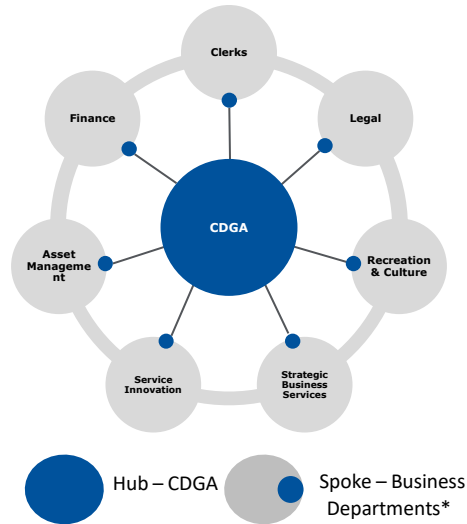 Clerks
Finance
Legal
CDGA
Asset
Manageme
nt
Recreation
& Culture
Service
Innovation
Strategic
Business
Services
Hub – CDGA
Spoke – Business
Departments*